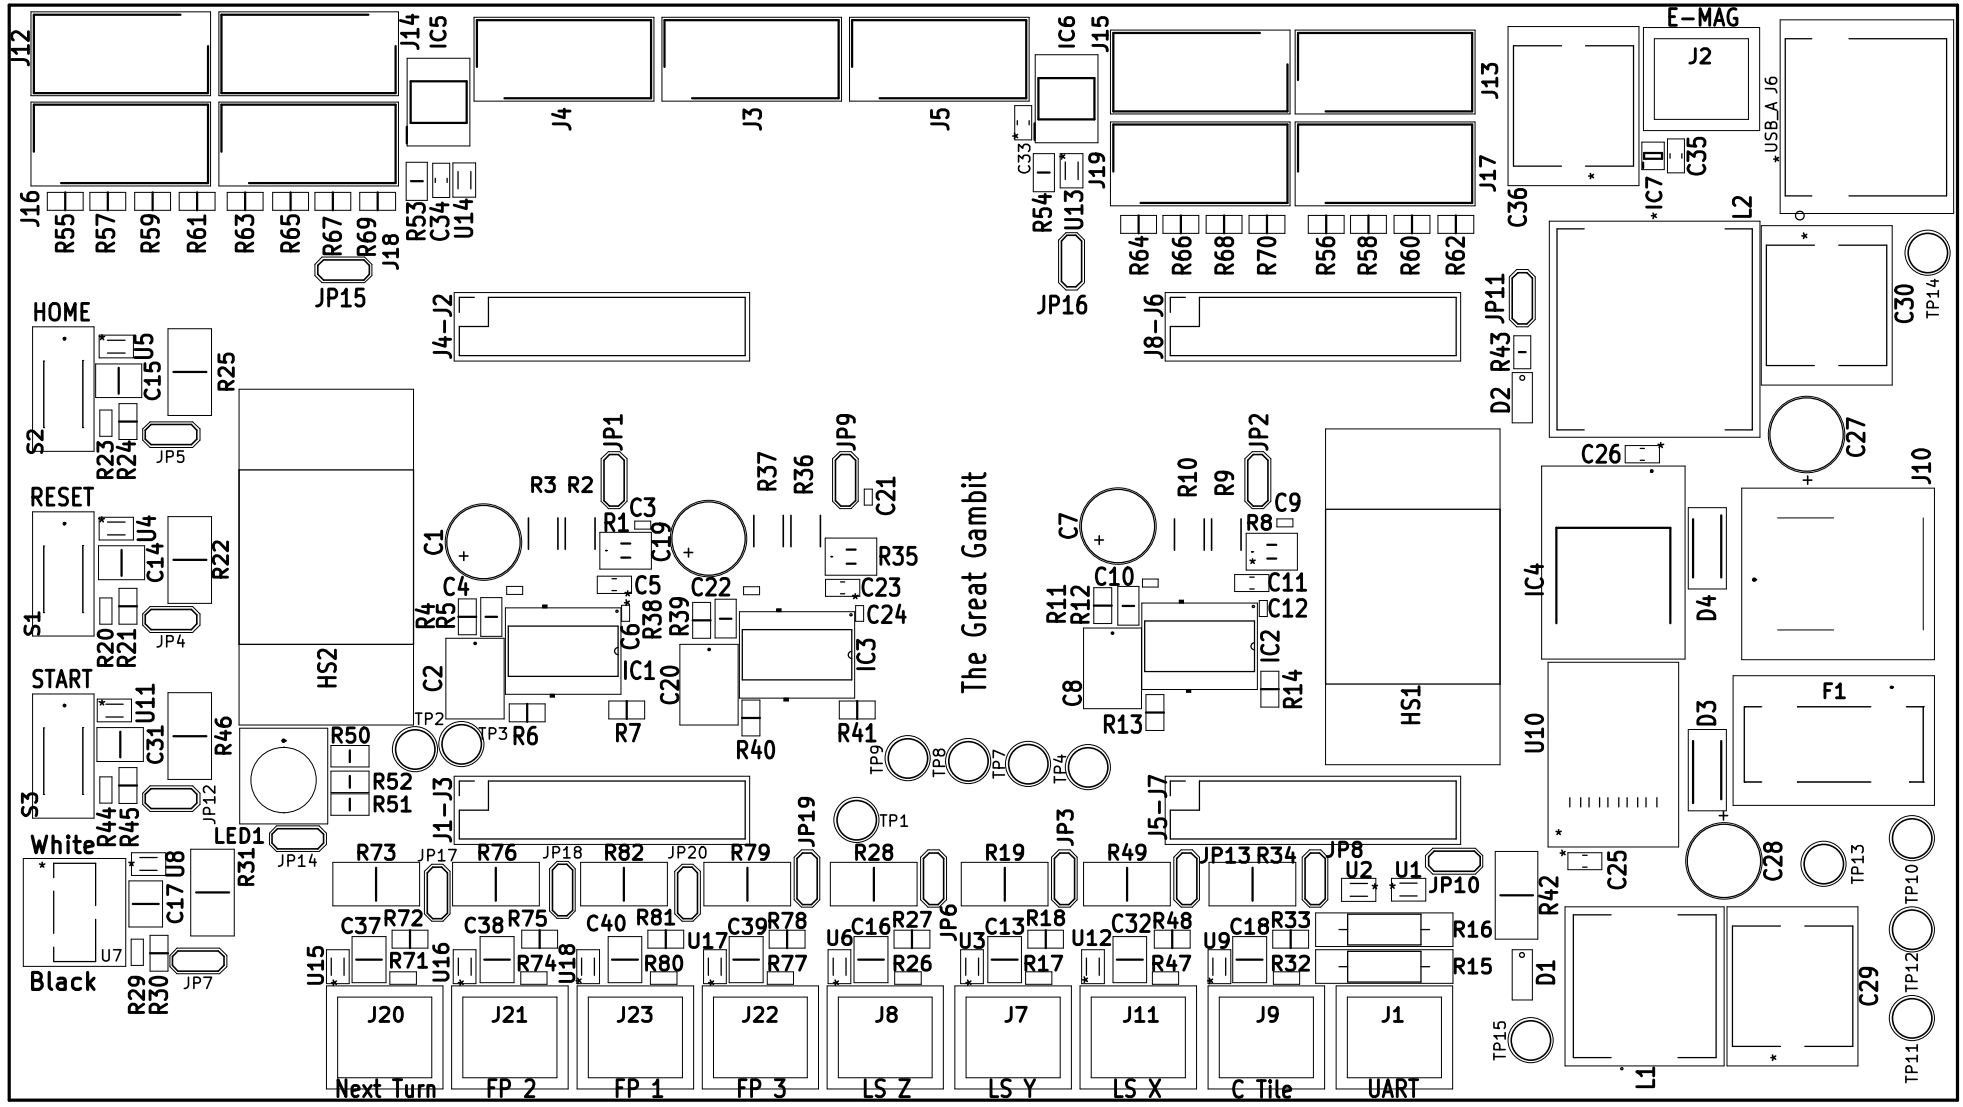 J12
J14
IC5
J4
J3
J5
IC6
J15
J13
E-MAG
J2
*USB_A J6
J16
R55
R57
R59
R61
R63
R65
R67
R69
J18
R53
C34
U14
C33
R54
U13
J19
J17
C36
IC7
C35
L2
R64
R66
R68
R70
R56
R58
R60
R62
JP15
JP16
JP11
C30
TP14
HOME
U5
C15
R25
S2
R23
R24
JP5
J4-J2
J8-J6
R43
D2
C27
RESET
U4
C14
R22
S1
R20
R21
JP4
HS2
JP1
R3 R2
C3
R1
C1
C19
C4
R4
R5
C5
C6
R38
C2
IC1
R6
R7
JP9
R37
R36
C21
R35
C22
C23
C24
R39
C20
IC3
R40
R41
The Great Gambit
JP2
R10
R9
C9
R8
C7
C10
C11
C12
R11
R12
IC2
C8
R13
R14
HS1
C26
J10
IC4
D4
START
U11
C31
R46
S3
R44
R45
JP12
R50
R52
R51
LED1
JP14
TP2
TP3
TP9
TP8
TP7
TP4
TP1
U10
D3
F1
J1-J3
J5-J7
JP19
JP3
White
U8
C17
R31
U7
Black
R29
R30
JP7
R73
JP17
R76
JP18
R82
JP20
R79
R28
R19
R49
JP13
R34
JP8
U2
U1
JP10
R42
C25
C28
TP13
TP10
C37
R72
C38
R75
C40
R81
C39
R78
C16
R27
JP6
C13
R18
C32
R48
C18
R33
R16
U15
R71
U16
R74
U18
R80
U17
R77
U6
R26
U3
R17
U12
R47
U9
R32
R15
D1
C29
TP12
J20
J21
J23
J22
J8
J7
J11
J9
J1
TP15
L1
TP11
Next Turn
FP 2
FP 1
FP 3
LS Z
LS Y
LS X
C Tile
UART